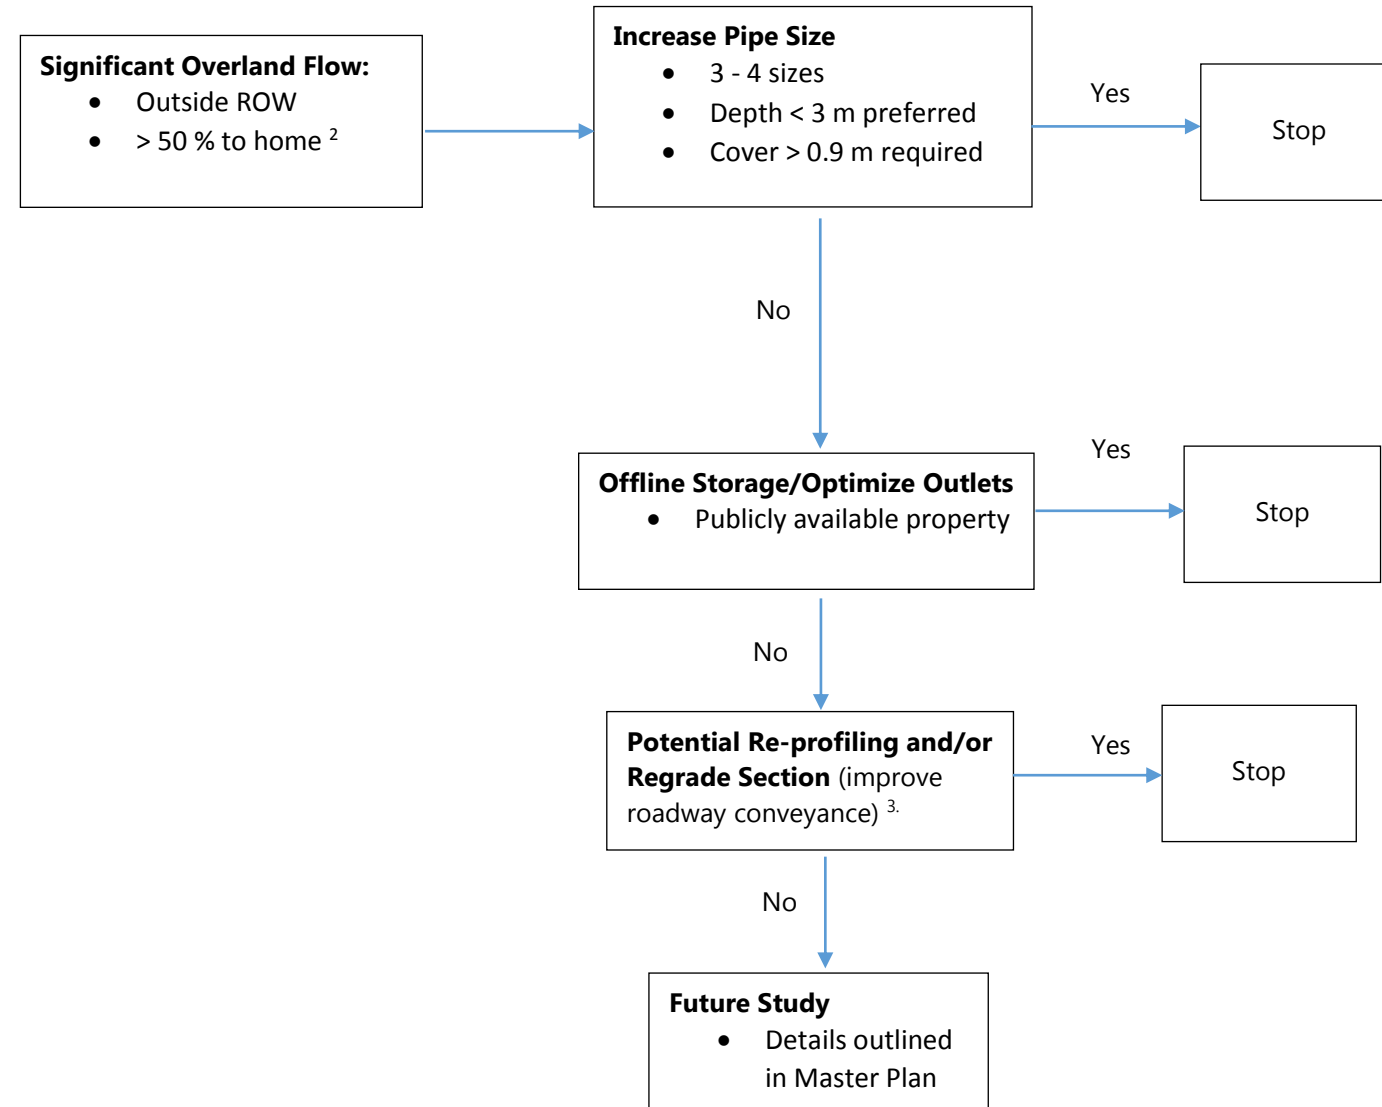 Significant Overland Flow:
• Outside ROW
• > 50 % to home 2
Increase Pipe Size
• 3 - 4 sizes
• Depth < 3 m preferred
• Cover > 0.9 m required
Yes
Stop
No
Offline Storage/Optimize Outlets
• Publicly available property
Yes
Stop
No
Potential Re-profiling and/or
Regrade Section (improve
roadway conveyance) 3.
Yes
Stop
No
Future Study
• Details outlined
in Master Plan